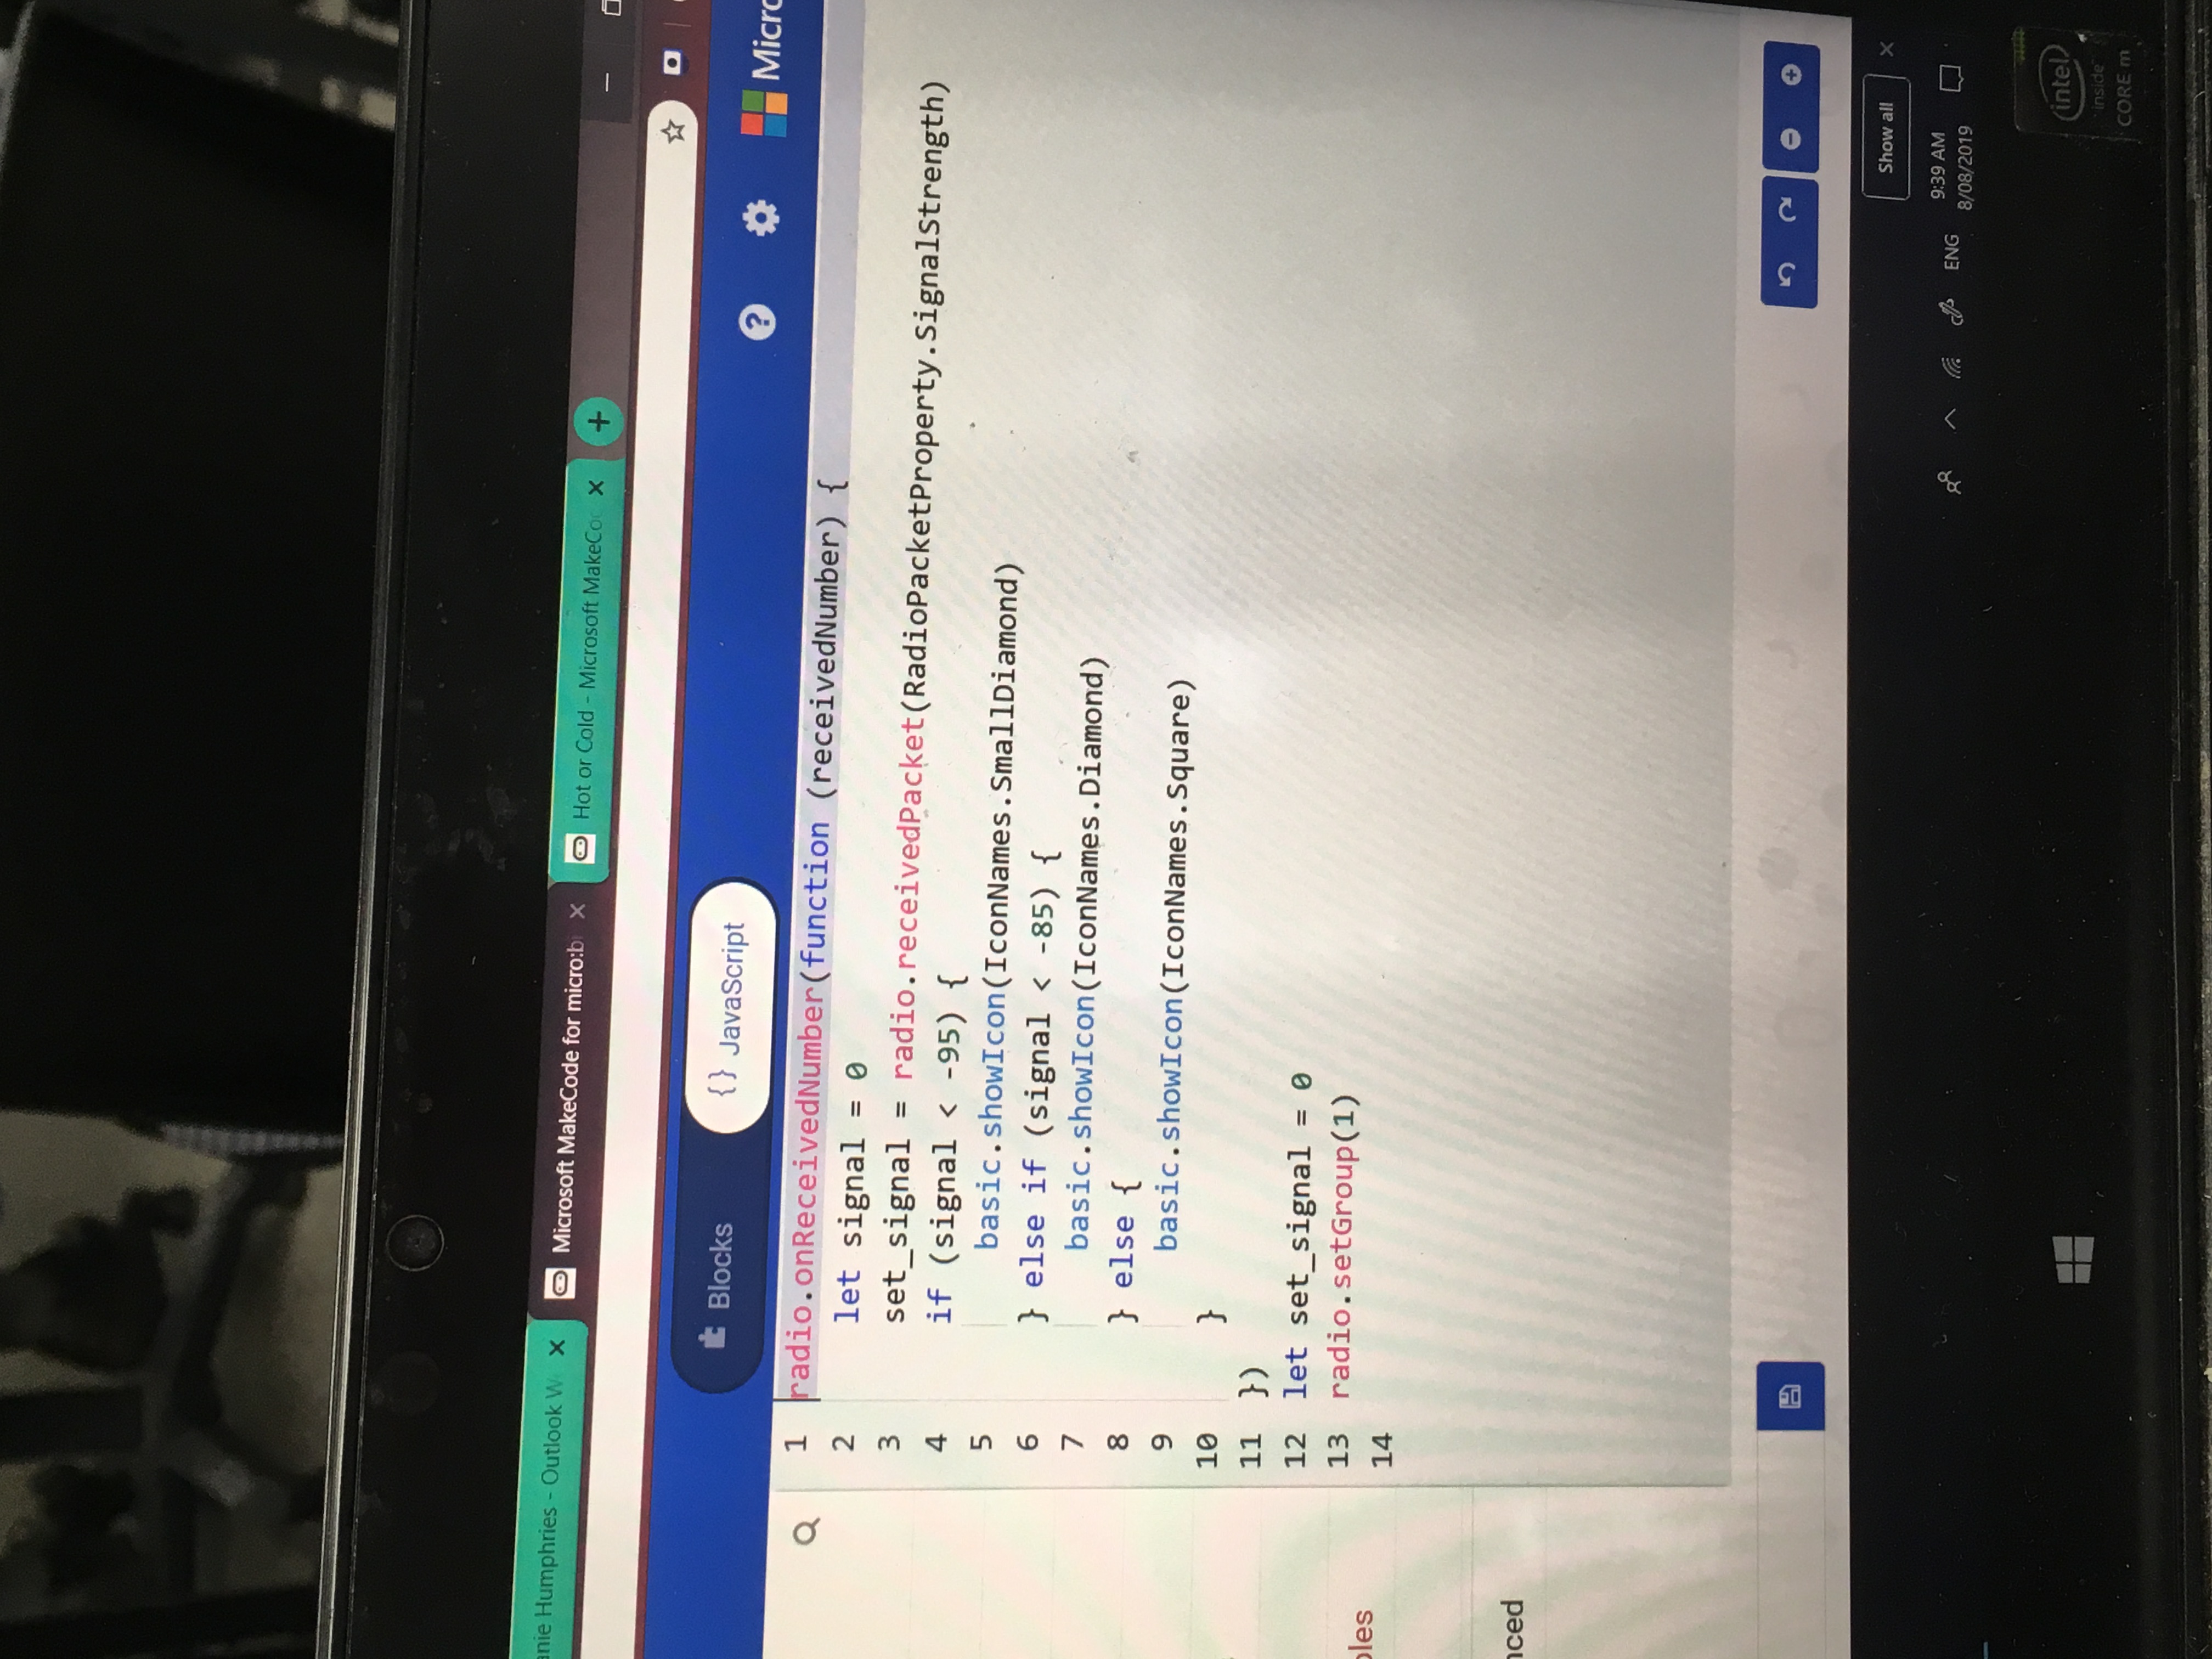 anie Humphries - Outlook W
Microsoft MakeCode for micro:bi
Hot or Cold - Microsoft MakeCod
Blocks
{} JavaScript
Micro
1 radio.onReceivedNumber(function (receivedNumber) {
2 let signal = 0
3 set_signal = radio.receivedPacket(RadioPacketProperty.SignalStrength)
4 if (signal < -95) {
5 basic.showIcon(IconNames.SmallDiamond)
6 } else if (signal < -85) {
7 basic.showIcon(IconNames.Diamond)
8 } else {
9 basic.showIcon(IconNames.Square)
10 }
11 })
12 let set_signal = 0
13 radio.setGroup(1)
14
bles
nced
Show all
ENG
9:39 AM
8/08/2019
intel
inside
CORE m